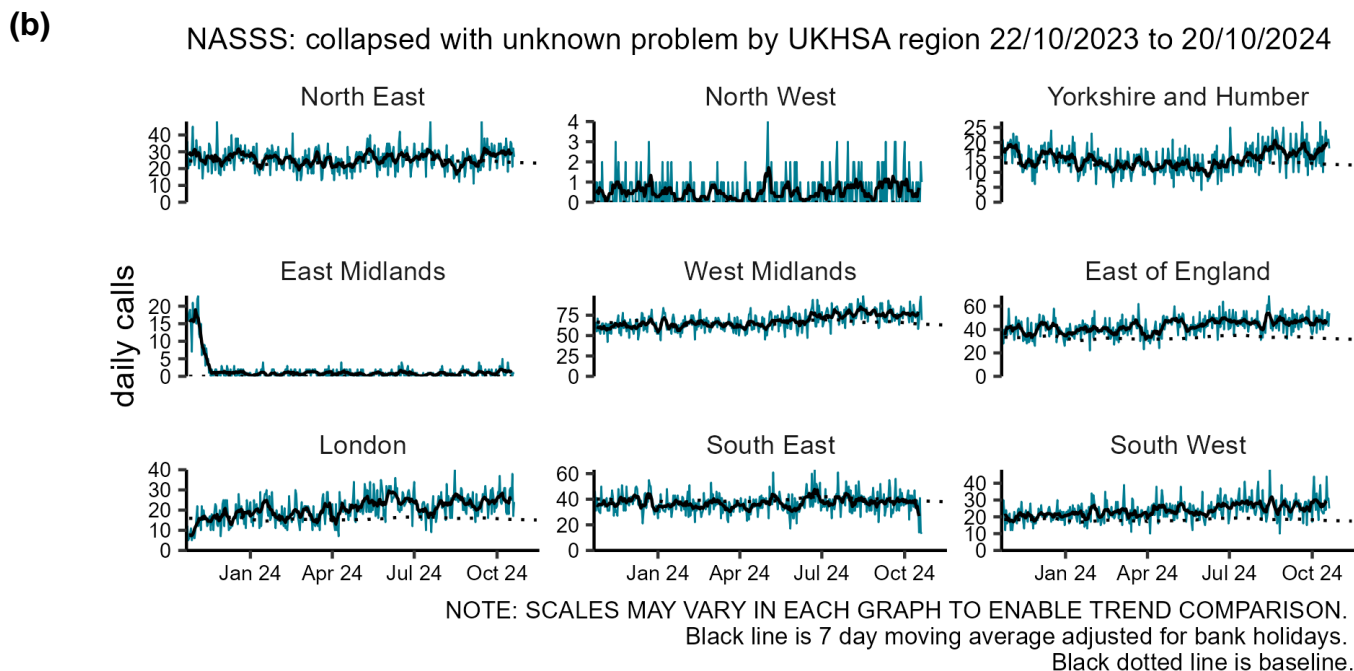 (b)
NASSS: collapsed with unknown problem by UKHSA region 22/10/2023 to 20/10/2024
North East
40
30
20
10
0
North West
4
3
2
1
0
Yorkshire and Humber
25
20
15
10
5
0
daily calls
East Midlands
20
15
10
5
0
West Midlands
75
50
25
0
East of England
60
40
20
0
London
40
30
20
10
0
Jan 24 Apr 24 Jul 24 Oct 24
South East
60
40
20
0
Jan 24 Apr 24 Jul 24 Oct 24
South West
40
30
20
10
0
Jan 24 Apr 24 Jul 24 Oct 24
NOTE: SCALES MAY VARY IN EACH GRAPH TO ENABLE TREND COMPARISON.
Black line is 7 day moving average adjusted for bank holidays.
Black dotted line is baseline.